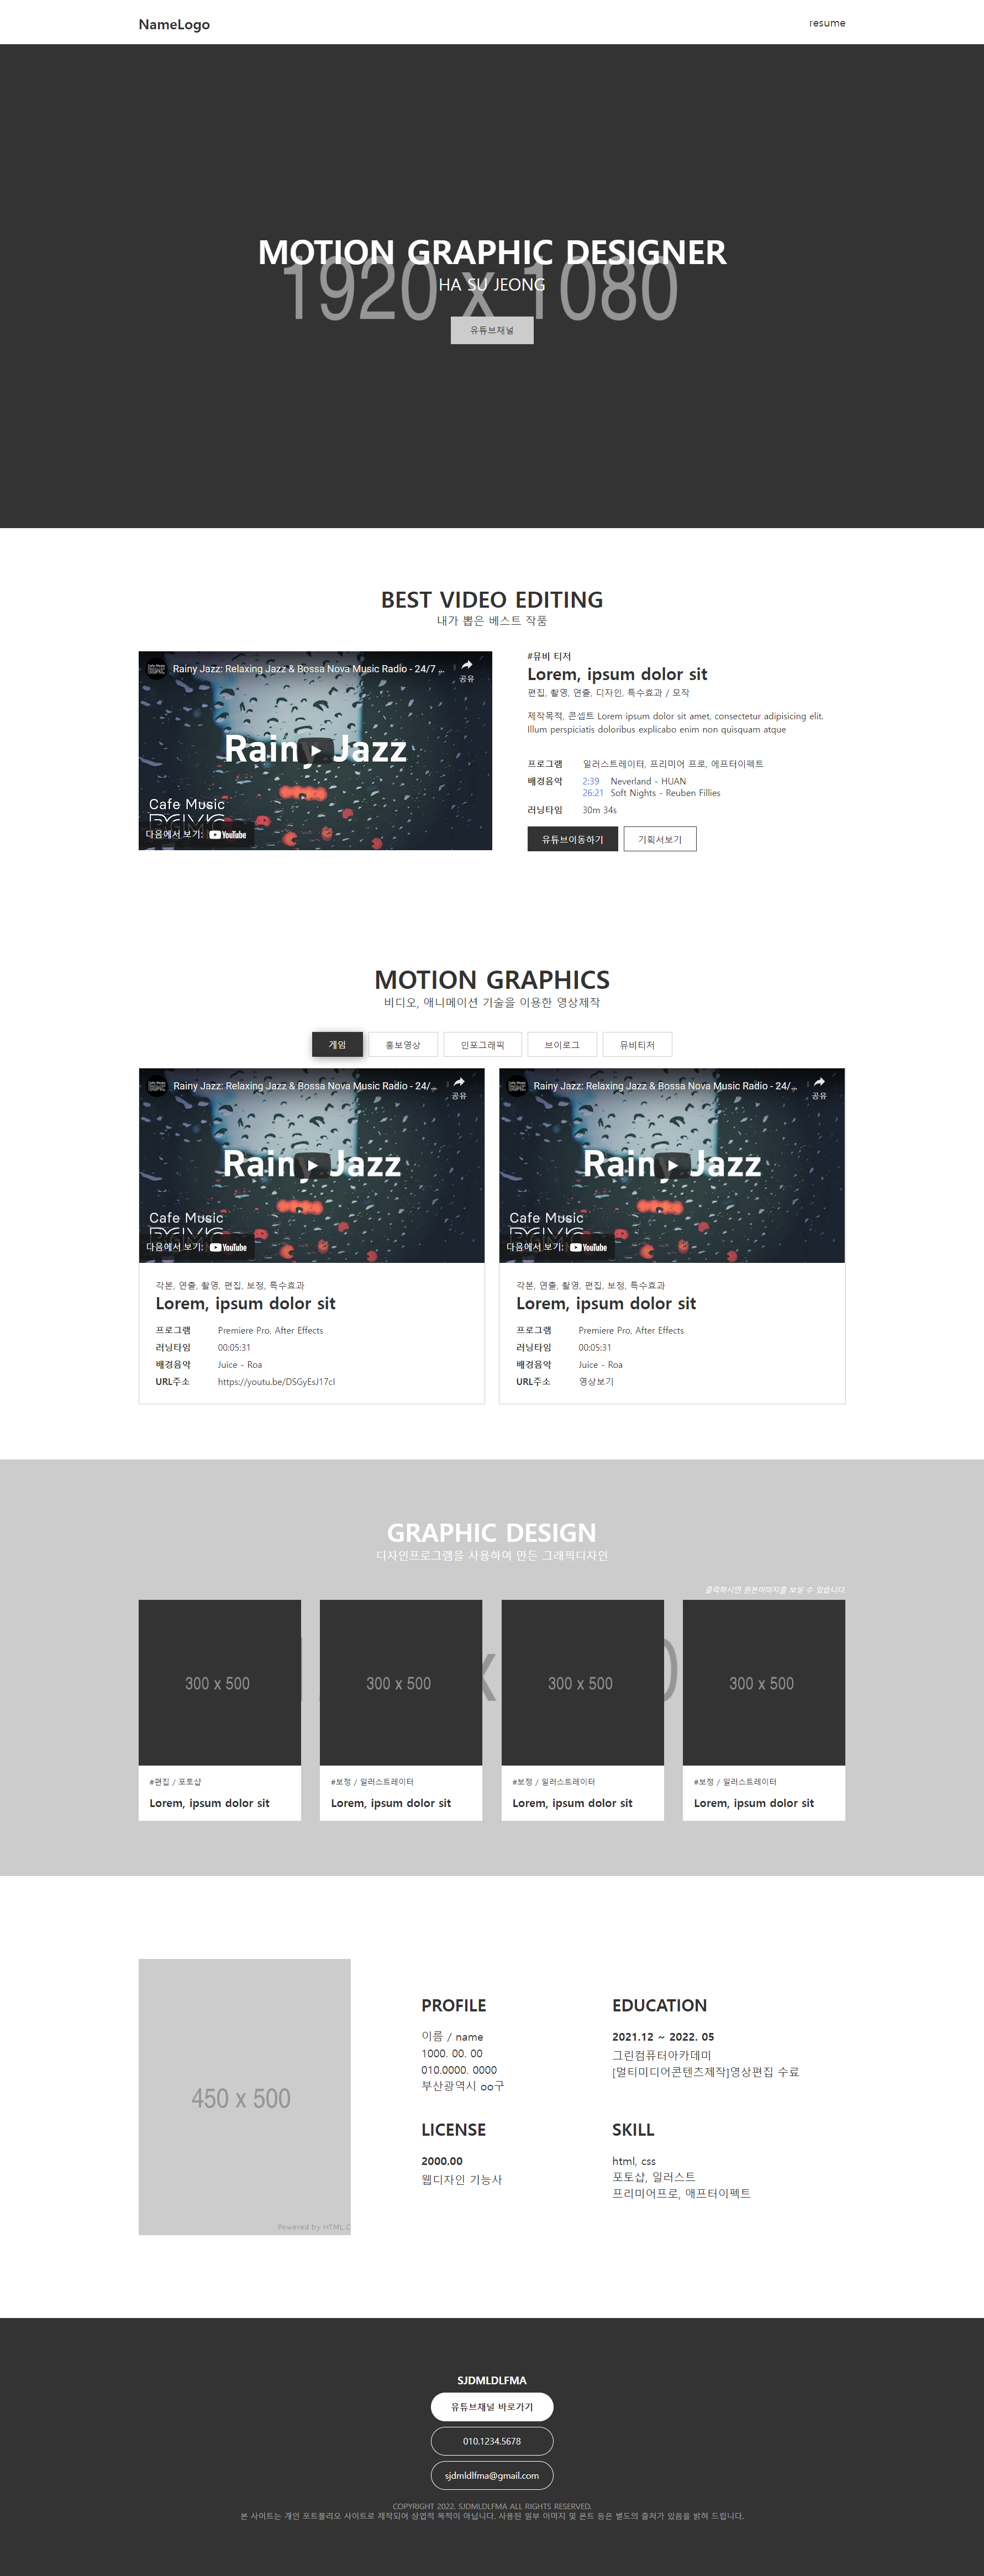 NameLogo
resume
1920 x 1080
MOTION GRAPHIC DESIGNER
HA SU JEONG
유튜브채널
BEST VIDEO EDITING
내가 뽑은 베스트 작품
Rainy Jazz: Relaxing Jazz & Bossa Nova Music Radio - 24/7 ...
공유
Rainy Jazz
Cafe Music
BGMC
다음에서 보기: YouTube
#뮤비 티저
Lorem, ipsum dolor sit
편집, 촬영, 연출, 디자인, 특수효과 / 모작
제작목적, 콘셉트 Lorem ipsum dolor sit amet, consectetur adipisicing elit.
Illum perspiciatis doloribus explicabo enim non quisquam atque
프로그램 일러스트레이터, 프리미어 프로, 에프터이펙트
배경음악 2:39 Neverland - HUAN
26:21 Soft Nights - Reuben Fillies
러닝타임 30m 34s
유튜브이동하기 기획서보기
MOTION GRAPHICS
비디오, 애니메이션 기술을 이용한 영상제작
게임 홍보영상 인포그래픽 브이로그 뮤비티저
Rainy Jazz: Relaxing Jazz & Bossa Nova Music Radio - 24/...
공유
Rainy Jazz
Cafe Music
BGMC
다음에서 보기: YouTube
각본, 연출, 촬영, 편집, 보정, 특수효과
Lorem, ipsum dolor sit
프로그램 Premiere Pro, After Effects
러닝타임 00:05:31
배경음악 Juice - Roa
URL주소 https://youtu.be/DSGyEsJ17cI
Rainy Jazz: Relaxing Jazz & Bossa Nova Music Radio - 24/...
공유
Rainy Jazz
Cafe Music
BGMC
다음에서 보기: YouTube
각본, 연출, 촬영, 편집, 보정, 특수효과
Lorem, ipsum dolor sit
프로그램 Premiere Pro, After Effects
러닝타임 00:05:31
배경음악 Juice - Roa
URL주소 영상보기
GRAPHIC DESIGN
디자인프로그램을 사용하여 만든 그래픽디자인
클릭하시면 원본이미지를 보실 수 있습니다
x 0
300 x 500
#편집 / 포토샵
Lorem, ipsum dolor sit
300 x 500
#보정 / 일러스트레이터
Lorem, ipsum dolor sit
300 x 500
#보정 / 일러스트레이터
Lorem, ipsum dolor sit
300 x 500
#보정 / 일러스트레이터
Lorem, ipsum dolor sit
450 x 500
Powered by HTML.C
PROFILE
이름 / name
1000. 00. 00
010.0000. 0000
부산광역시 oo구
EDUCATION
2021.12 ~ 2022. 05
그린컴퓨터아카데미
[멀티미디어콘텐츠제작]영상편집 수료
LICENSE
2000.00
웹디자인 기능사
SKILL
html, css
포토샵, 일러스트
프리미어프로, 애프터이펙트
SJDMLDLFMA
유튜브채널 바로가기
010.1234.5678
sjdmldlfma@gmail.com
COPYRIGHT 2022. SJDMLDLFMA ALL RIGHTS RESERVED.
본 사이트는 개인 포트폴리오 사이트로 제작되어 상업적 목적이 아닙니다. 사용된 일부 이미지 및 폰트 등은 별도의 출처가 있음을 밝혀 드립니다.